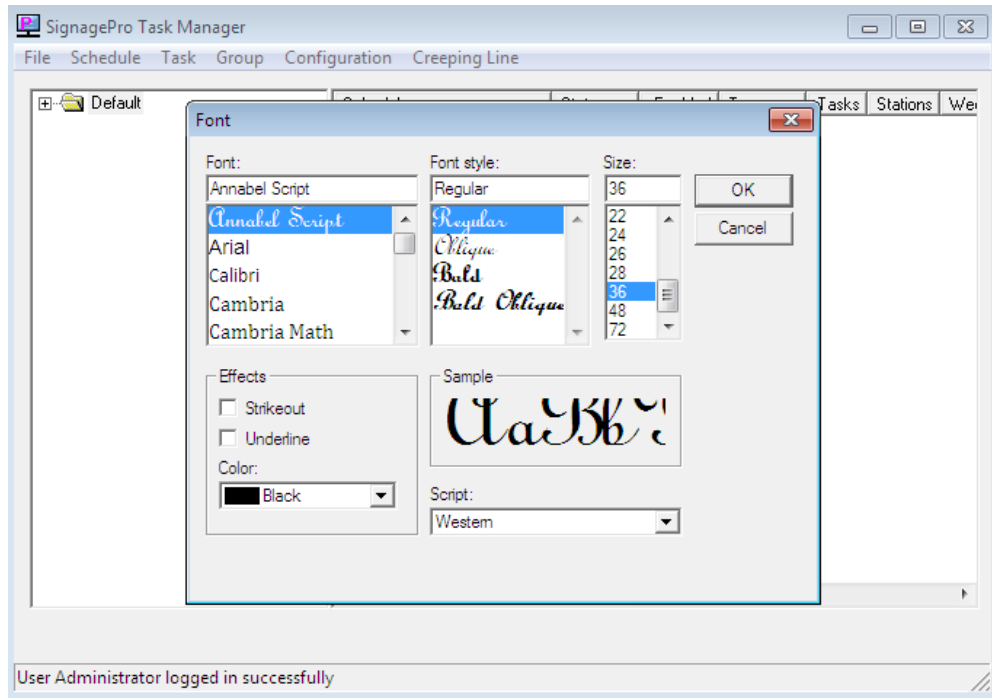 SignagePro Task Manager
File Schedule Task Group Configuration Creeping Line
Default
Tasks Stations
Font
Font: Font style: Size:
Annabel Script Regular 36 OK
Annabel Script Regular 22 Cancel
Arial Oblique 24
Calibri Bold 26
Cambria Bold Oblique 28
Cambria Math 36
48
72
Effects Sample
Strikeout AaBb
Underline
Color:
Black Script:
Western
User Administrator logged in successfully